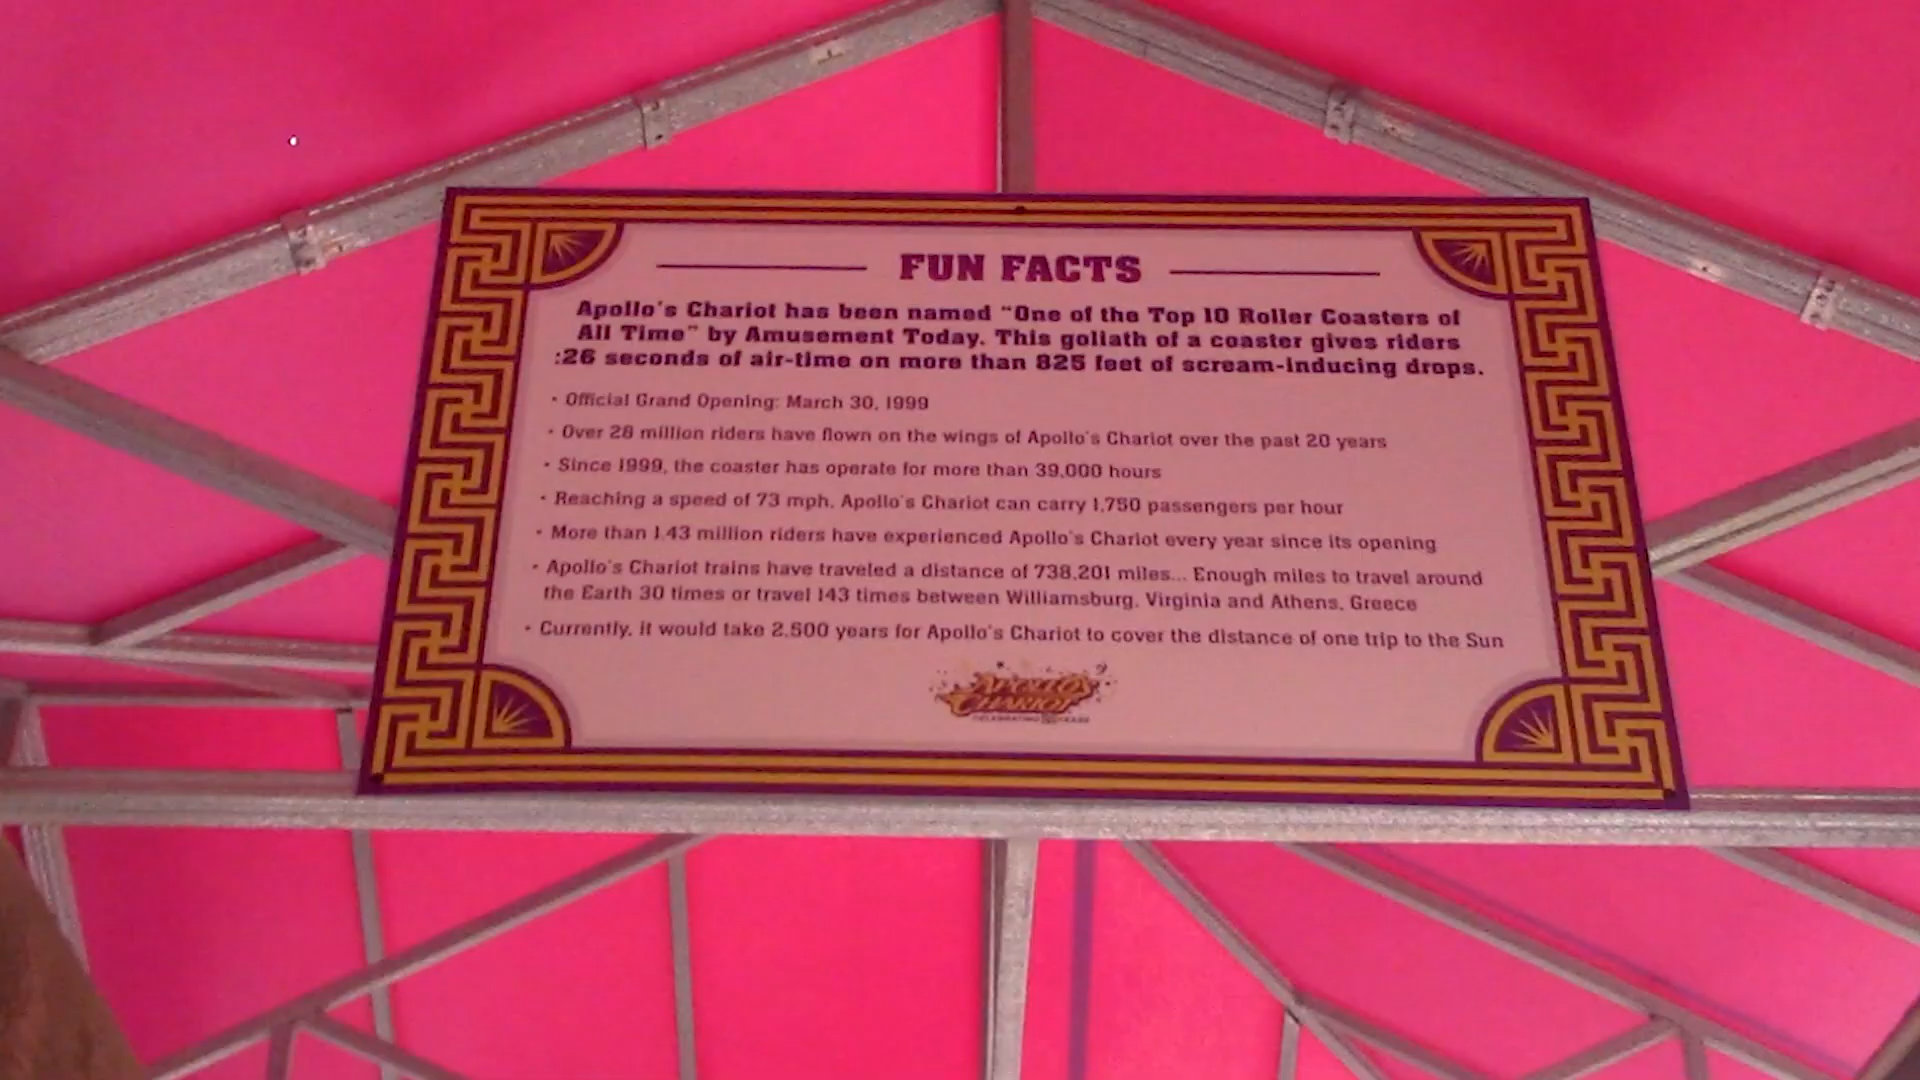 FUN FACTS
Apollo's Chariot has been named "One of the Top 10 Roller Coasters of
All Time" by Amusement Today. This goliath of a coaster gives riders
:26 seconds of air-time on more than 825 feet of scream-inducing drops.
• Official Grand Opening: March 30, 1999
• Over 28 million riders have flown on the wings of Apollo's Chariot over the past 20 years
• Since 1999, the coaster has operate for more than 39,000 hours
• Reaching a speed of 73 mph, Apollo's Chariot can carry 1,750 passengers per hour
• More than 1.43 million riders have experienced Apollo's Chariot every year since its opening
• Apollo's Chariot trains have traveled a distance of 738,201 miles... Enough miles to travel around
the Earth 30 times or travel 143 times between Williamsburg, Virginia and Athens, Greece
• Currently, it would take 2,500 years for Apollo's Chariot to cover the distance of one trip to the Sun
APOLLO'S
CHARIOT
CELEBRATING 20 YEARS